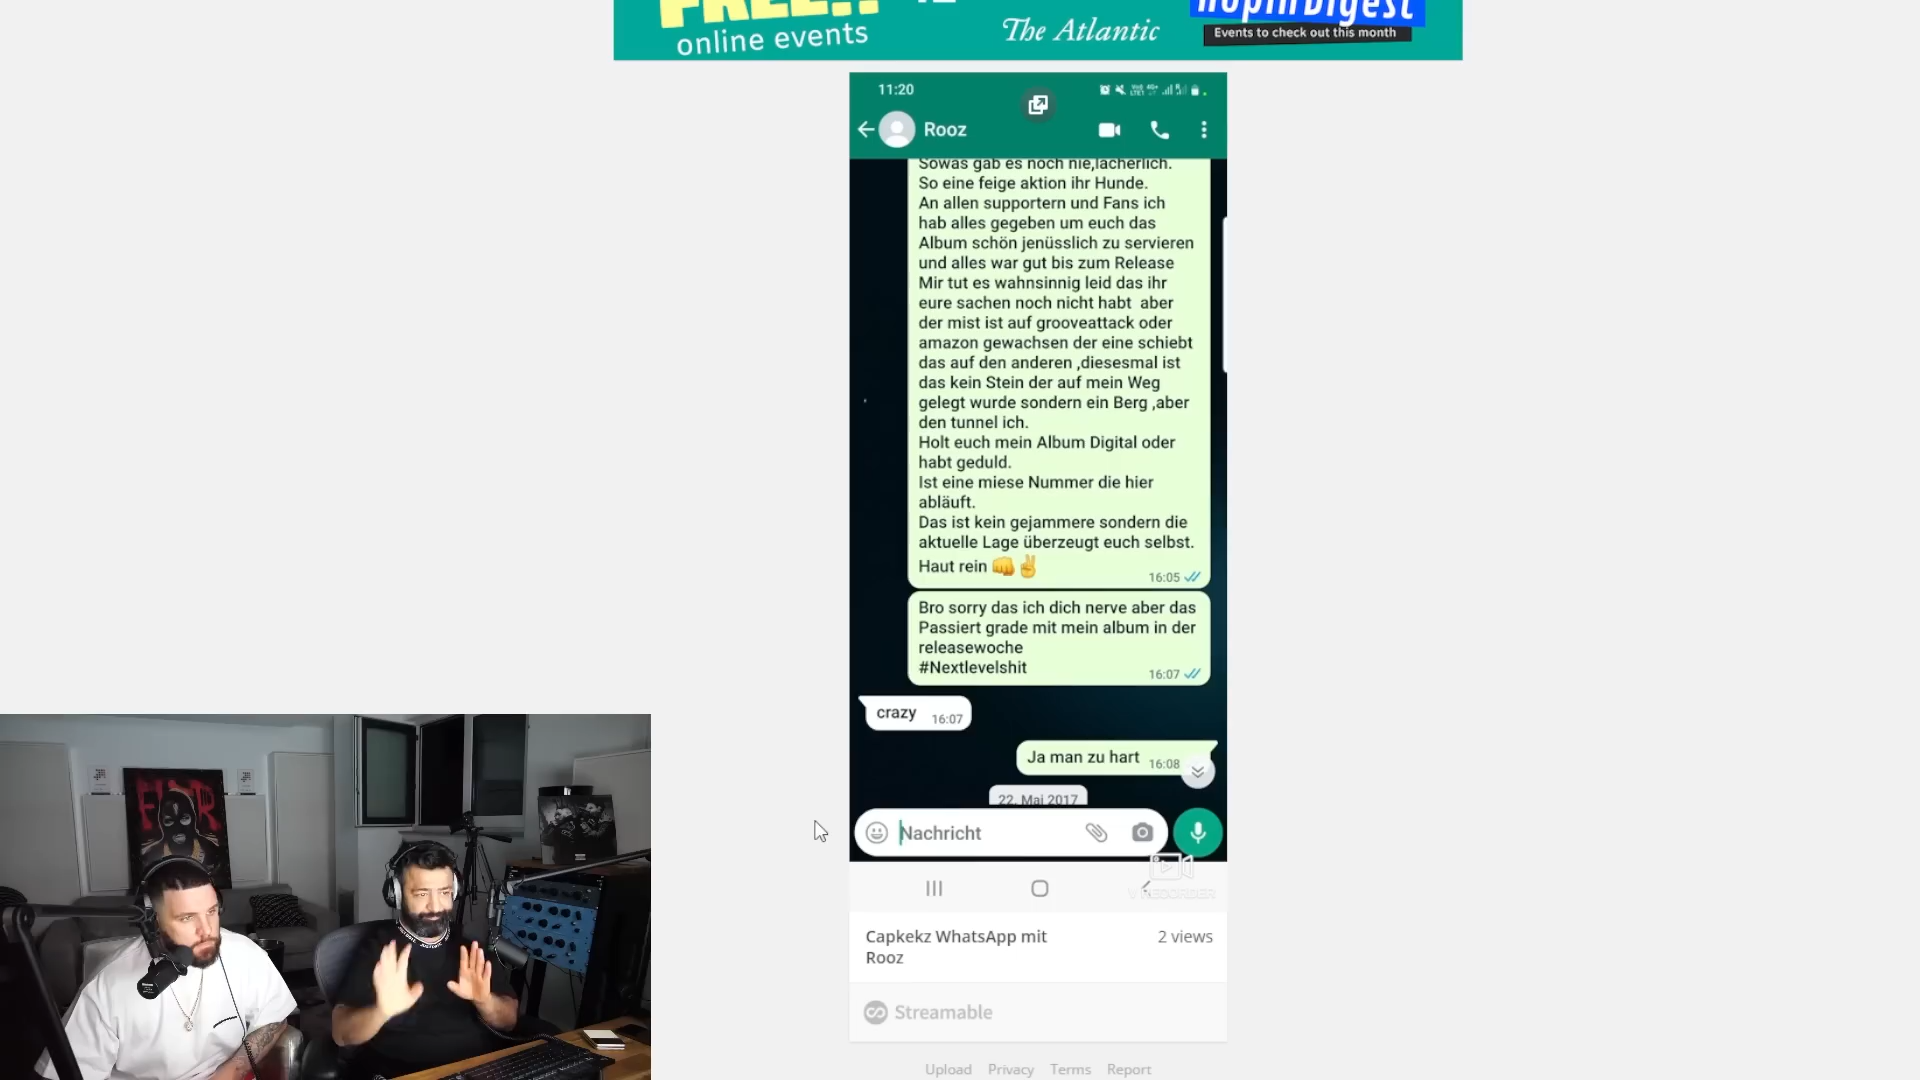 FREE!!
online events
The Atlantic
HopinDigest
Events to check out this month
11:20
Rooz
Sowas gab es noch nie,lächerlich.
So eine feige aktion ihr Hunde.
An allen supportern und Fans ich
hab alles gegeben um euch das
Album schön jenüsslich zu servieren
und alles war gut bis zum Release
Mir tut es wahnsinnig leid das ihr
eure sachen noch nicht habt  aber
der mist ist auf grooveattack oder
amazon gewachsen der eine schiebt
das auf den anderen ,diesesmal ist
das kein Stein der auf mein Weg
gelegt wurde sondern ein Berg ,aber
den tunnel ich.
Holt euch mein Album Digital oder
habt geduld.
Ist eine miese Nummer die hier
abläuft.
Das ist kein gejammere sondern die
aktuelle Lage überzeugt euch selbst.
Haut rein 👊✌
16:05
Bro sorry das ich dich nerve aber das
Passiert grade mit mein album in der
releasewoche
#Nextlevelshit
16:07
crazy 16:07
Ja man zu hart 16:08
22. Mai 2017
Nachricht
V RECORDER
Capkekz WhatsApp mit
Rooz
2 views
Streamable
Upload Privacy Terms Report